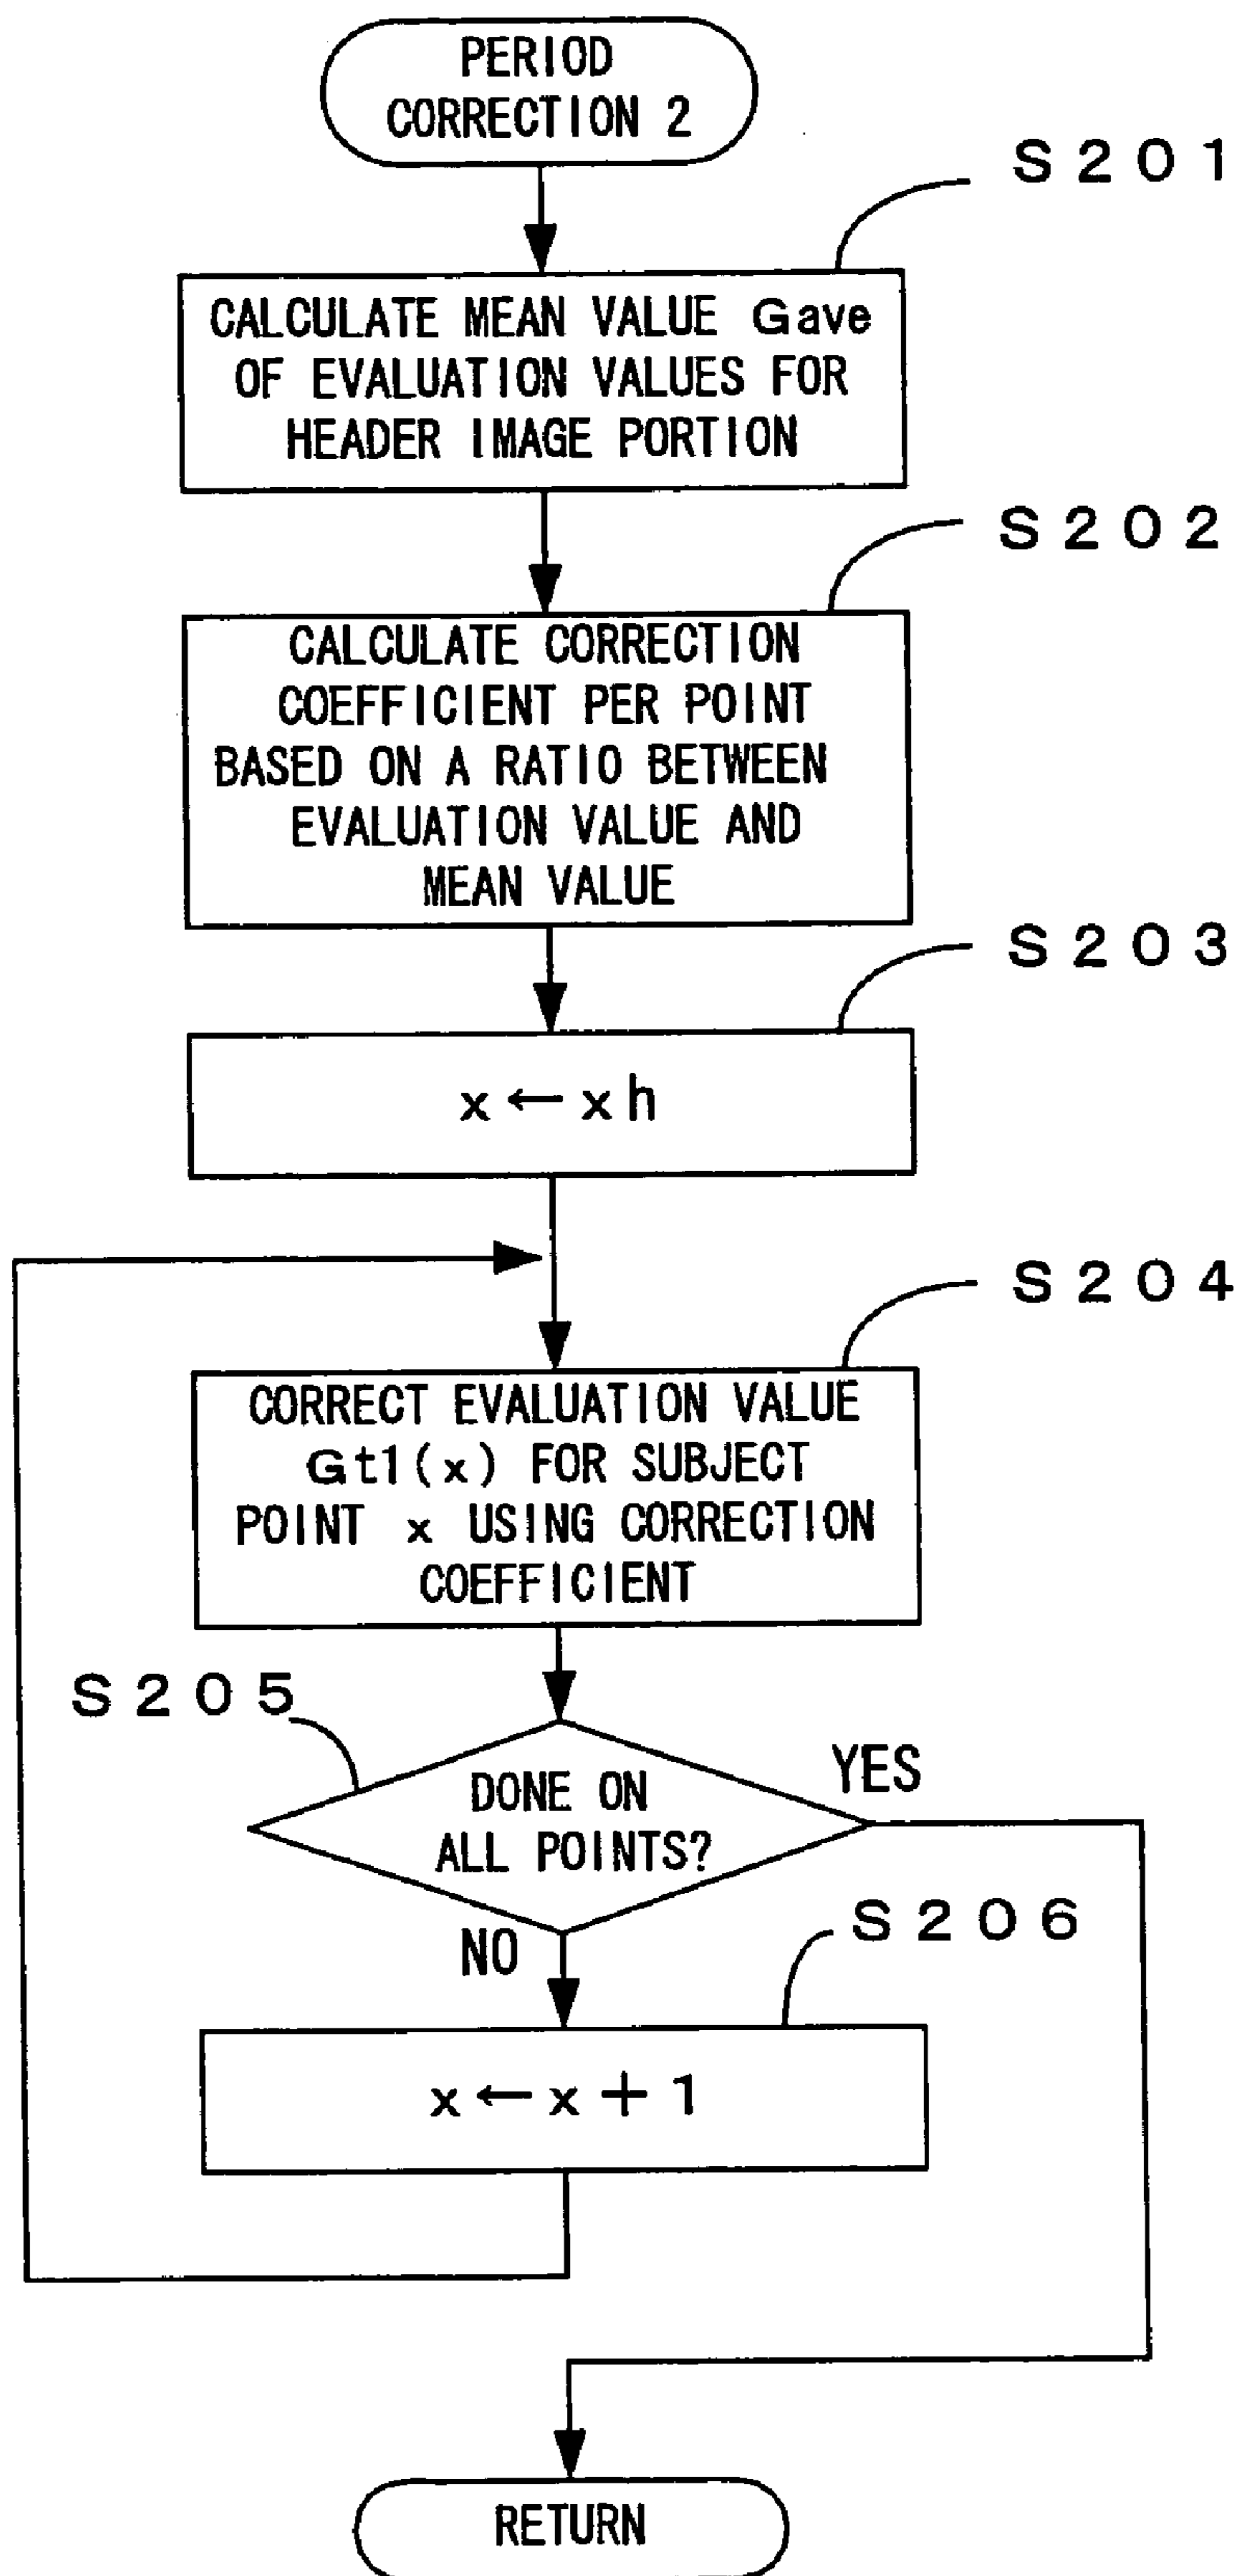 PERIOD
CORRECTION 2
S201
CALCULATE MEAN VALUE Gave
OF EVALUATION VALUES FOR
HEADER IMAGE PORTION
S202
CALCULATE CORRECTION
COEFFICIENT PER POINT
BASED ON A RATIO BETWEEN
EVALUATION VALUE AND
MEAN VALUE
S203
x←xh
S204
CORRECT EVALUATION VALUE
Gt1(x) FOR SUBJECT
POINT x USING CORRECTION
COEFFICIENT
S205
DONE ON
ALL POINTS?
YES
NO
S206
x←x+1
RETURN